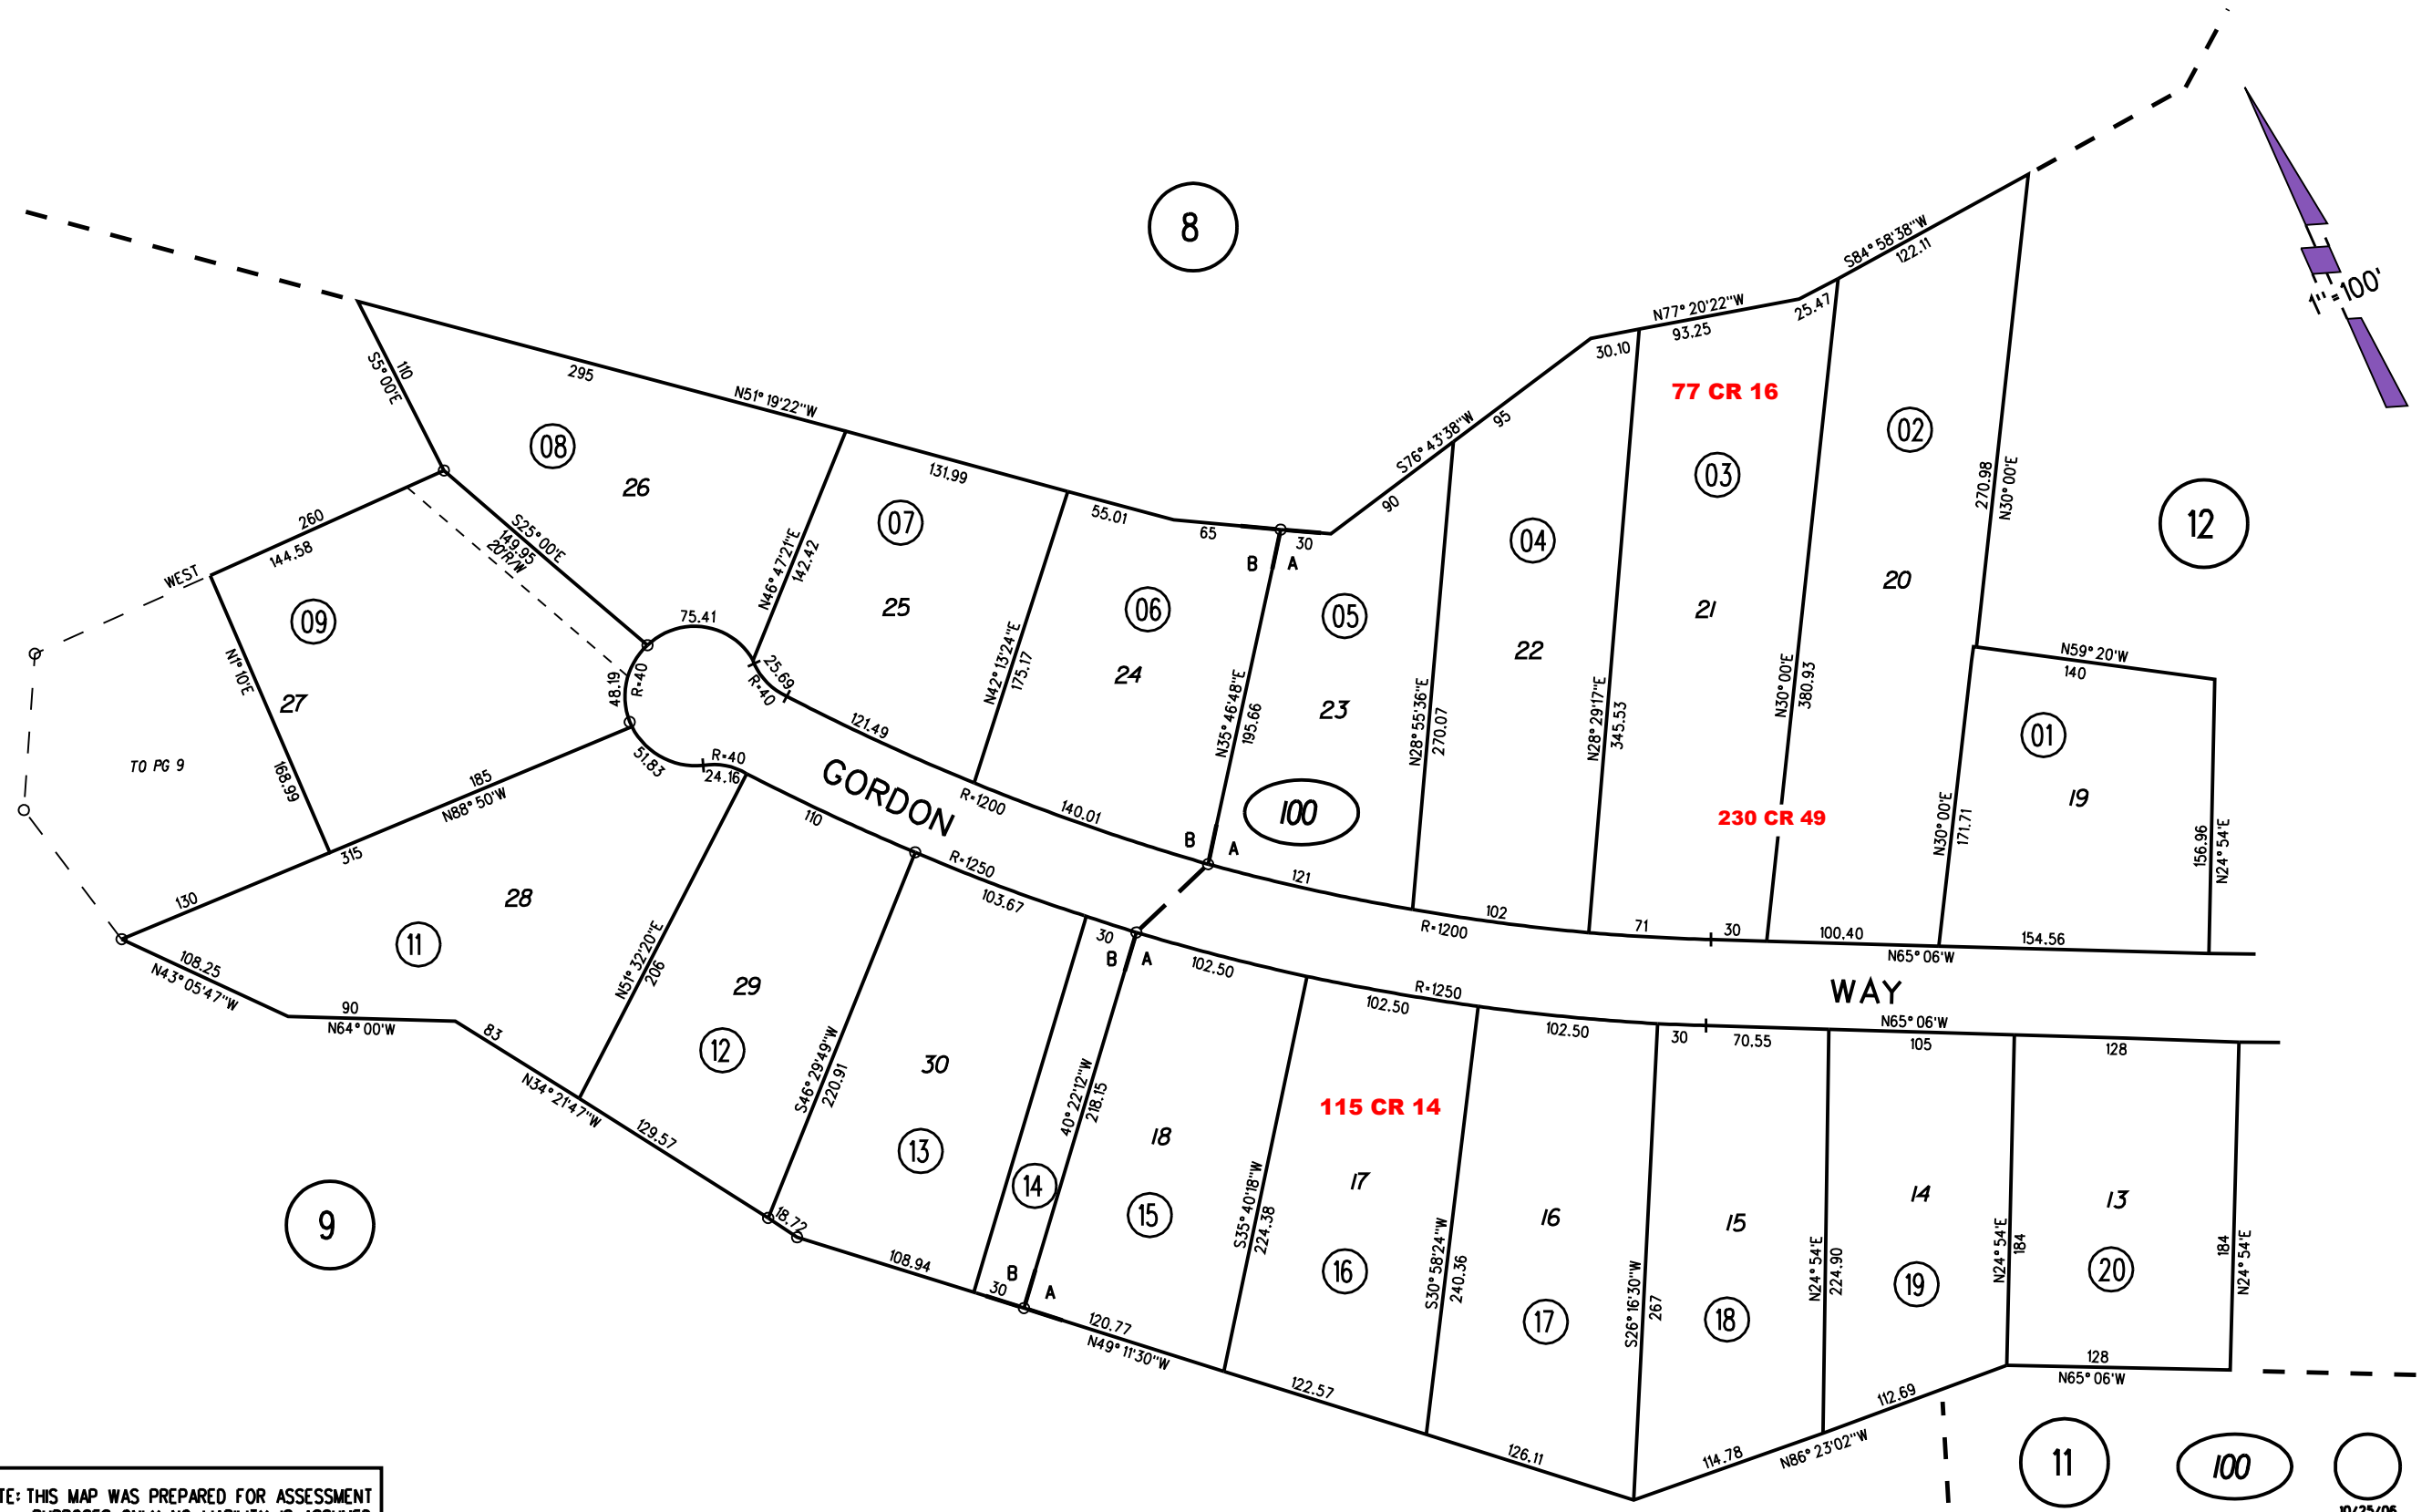 8
1"=100'
S84°58'38"W
122.11
N77°20'22"W
93.25
25.47
30.10
77 CR 16
S5°00'E
110
295
N51°19'22"W
131.99
55.01
65
30
90
S76°43'38"W
95
08
26
07
25
B
A
06
24
05
23
04
22
03
21
02
20
270.98
N30°00'E
12
260
144.58
WEST
S25°00'E
149.95
20'R/W
N46°47'21"E
142.42
N42°13'24"E
175.17
N35°46'48"E
195.66
N28°55'36"E
270.07
N28°29'17"E
345.53
N30°00'E
380.93
N59°20'W
140
01
19
N30°00'E
171.71
156.96
N24°54'E
09
27
N1°10'E
168.99
TO PG 9
75.41
48.19
R=40
25.69
R=40
51.83
R=40
24.16
121.49
R=1200
140.01
100
230 CR 49
B
A
121
102
R=1200
71
30
100.40
154.56
N65°06'W
GORDON
WAY
185
N88°50'W
315
130
108.25
N43°05'47"W
90
N64°00'W
83
N34°21'47"W
28
11
N51°32'20"E
206
110
R=1250
103.67
30
B
A
102.50
R=1250
102.50
102.50
30
70.55
N65°06'W
105
128
29
12
S46°29'49"W
220.91
129.57
30
13
18.72
108.94
14
30
B
A
40°22'12"W
218.15
18
15
120.77
N49°11'30"W
S35°40'18"W
224.38
115 CR 14
17
16
122.57
S30°58'24"W
240.36
16
17
126.11
S26°16'30"W
267
15
18
114.78
N86°23'02"W
N24°54'E
224.90
14
19
112.69
N24°54'E
184
13
20
184
N24°54'E
128
N65°06'W
9
11
100
TE: THIS MAP WAS PREPARED FOR ASSESSMENT